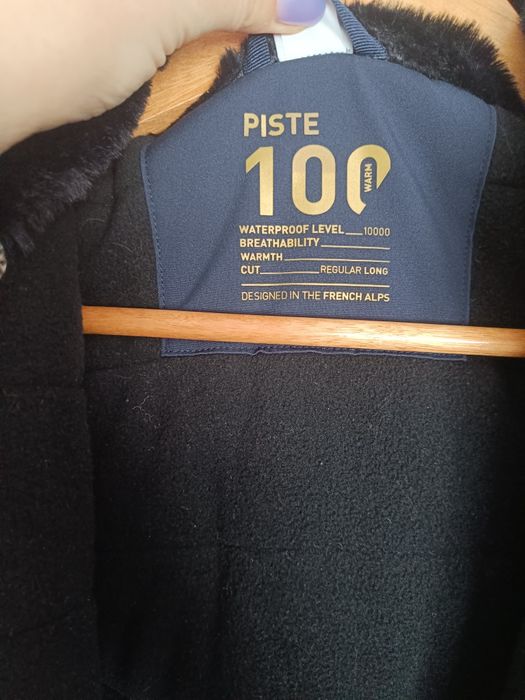 PISTE
100
WARM
WATERPROOF LEVEL 10000
BREATHABILITY
WARMTH
CUT REGULAR LONG
DESIGNED IN THE FRENCH ALPS